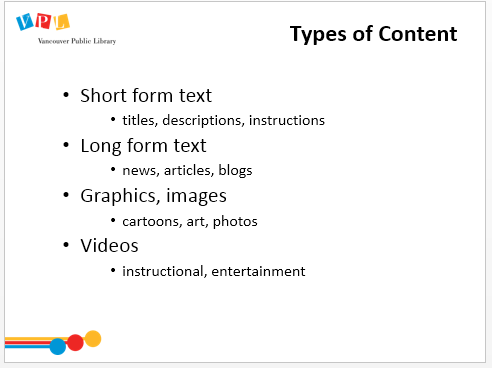 VPL
Vancouver Public Library
Types of Content
• Short form text
• titles, descriptions, instructions
• Long form text
• news, articles, blogs
• Graphics, images
• cartoons, art, photos
• Videos
• instructional, entertainment